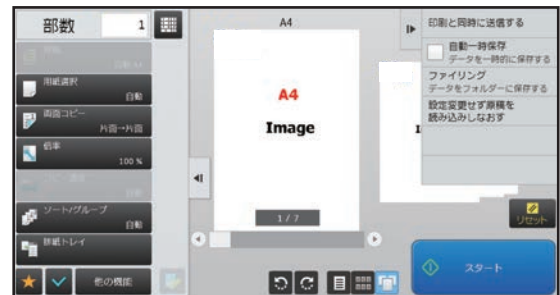 部数 1
用紙選択
自動
両面コピー
片面→片面
倍率
100 %
ソート/グループ
自動
排紙トレイ
他の機能
A4
A4
Image
1 / 7
印刷と同時に送信する
自動一時保存
データを一時的に保存する
ファイリング
データをフォルダーに保存する
設定変更せず原稿を
読み込みしなおす
リセット
スタート